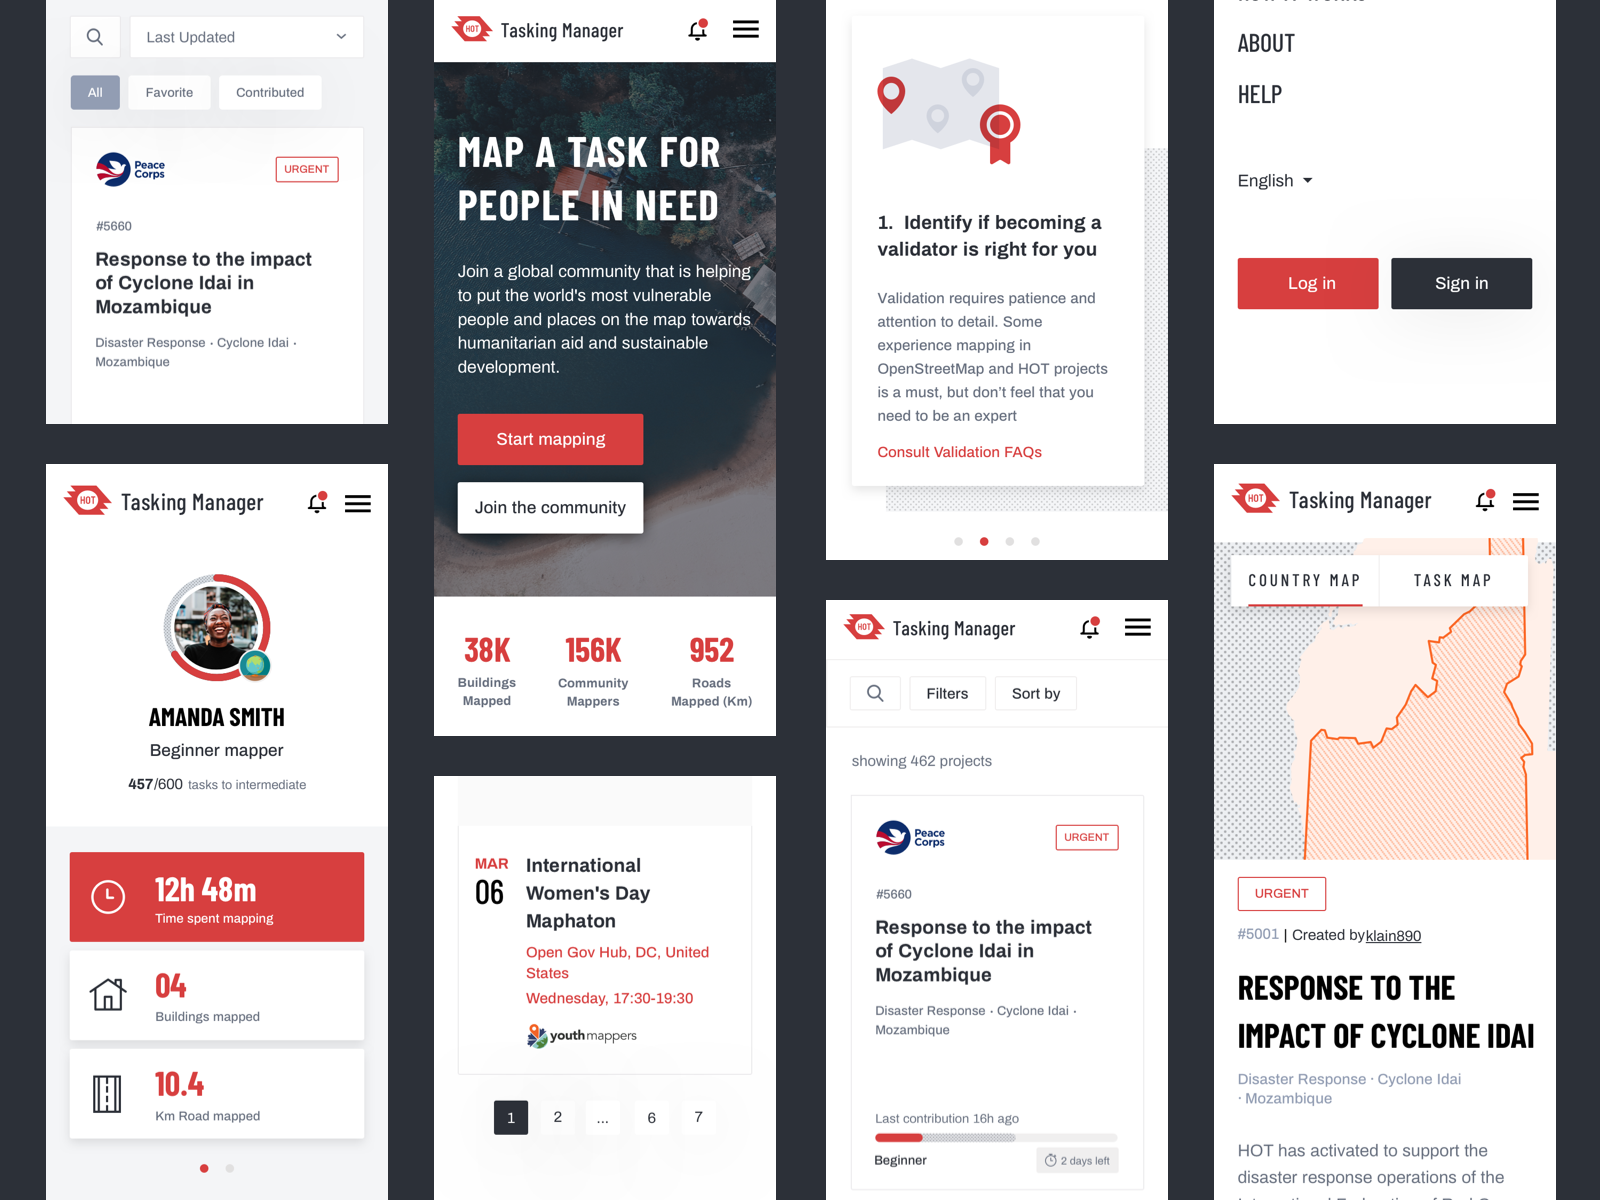 Last Updated
All
Favorite
Contributed
Peace
Corps
URGENT
#5660
Response to the impact
of Cyclone Idai in
Mozambique
Disaster Response · Cyclone Idai ·
Mozambique
HOT
Tasking Manager
AMANDA SMITH
Beginner mapper
457/600 tasks to intermediate
12h 48m
Time spent mapping
04
Buildings mapped
10.4
Km Road mapped
HOT
Tasking Manager
MAP A TASK FOR
PEOPLE IN NEED
Join a global community that is helping
to put the world's most vulnerable
people and places on the map towards
humanitarian aid and sustainable
development.
Start mapping
Join the community
38K
Buildings
Mapped
156K
Community
Mappers
952
Roads
Mapped (Km)
MAR
06
International
Women's Day
Maphaton
Open Gov Hub, DC, United
States
Wednesday, 17:30-19:30
youthmappers
1 2 ... 6 7
1. Identify if becoming a
validator is right for you
Validation requires patience and
attention to detail. Some
experience mapping in
OpenStreetMap and HOT projects
is a must, but don't feel that you
need to be an expert
Consult Validation FAQs
HOT
Tasking Manager
Filters
Sort by
showing 462 projects
Peace
Corps
URGENT
#5660
Response to the impact
of Cyclone Idai in
Mozambique
Disaster Response · Cyclone Idai ·
Mozambique
Last contribution 16h ago
Beginner
2 days left
ABOUT
HELP
English
Log in
Sign in
HOT
Tasking Manager
COUNTRY MAP
TASK MAP
URGENT
#5001 | Created by klain890
RESPONSE TO THE
IMPACT OF CYCLONE IDAI
Disaster Response · Cyclone Idai
· Mozambique
HOT has activated to support the
disaster response operations of the